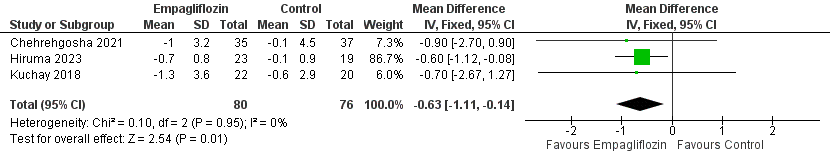 Empagliflozin Control Mean Difference Mean Difference
Study or Subgroup Mean SD Total Mean SD Total Weight IV, Fixed, 95% CI IV, Fixed, 95% CI
Chehrehgosha 2021 -1 3.2 35 -0.1 4.5 37 7.3% -0.90 [-2.70, 0.90]
Hiruma 2023 -0.7 0.8 23 -0.1 0.9 19 86.7% -0.60 [-1.12, -0.08]
Kuchay 2018 -1.3 3.6 22 -0.6 2.9 20 6.0% -0.70 [-2.67, 1.27]
Total (95% CI) 80 76 100.0% -0.63 [-1.11, -0.14]
Heterogeneity: Chi² = 0.10, df = 2 (P = 0.95); I² = 0%
Test for overall effect: Z = 2.54 (P = 0.01)
-2 -1 0 1 2
Favours Empagliflozin Favours Control